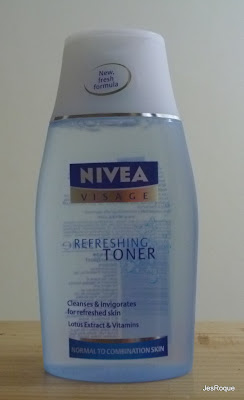 New,
fresh
formula
NIVEA
VISAGE
REFRESHING
TONER
Cleanses & invigorates
for refreshed skin
Lotus Extract & Vitamins
NORMAL TO COMBINATION SKIN
JesRoque